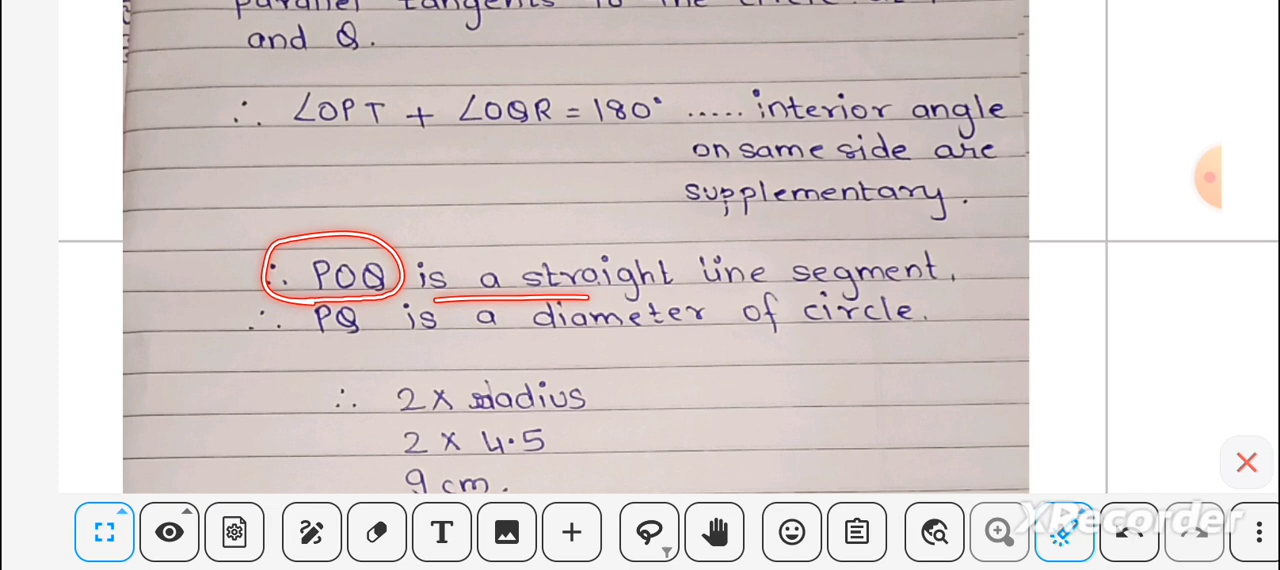 and Q.
∴ ∠OPT + ∠OQR = 180° ..... interior angle
on same side are
supplementary.
∴ POQ is a straight line segment.
∴ PQ is a diameter of circle.
∴ 2 x radius
2 x 4.5
9 cm.
T
XRecorder